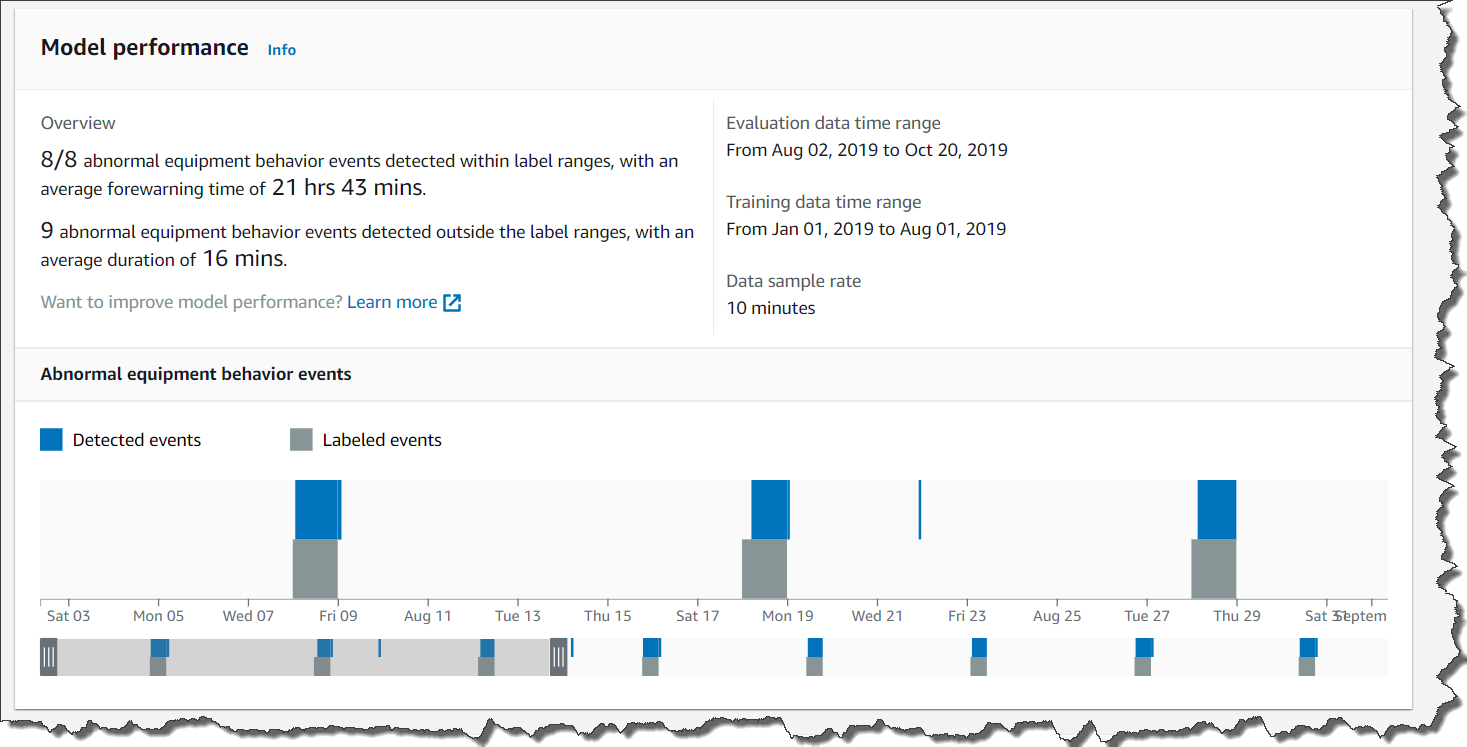 Model performance Info
Overview
8/8 abnormal equipment behavior events detected within label ranges, with an
average forewarning time of 21 hrs 43 mins.
9 abnormal equipment behavior events detected outside the label ranges, with an
average duration of 16 mins.
Want to improve model performance? Learn more
Evaluation data time range
From Aug 02, 2019 to Oct 20, 2019
Training data time range
From Jan 01, 2019 to Aug 01, 2019
Data sample rate
10 minutes
Abnormal equipment behavior events
Detected events Labeled events
Sat 03 Mon 05 Wed 07 Fri 09 Aug 11 Tue 13 Thu 15 Sat 17 Mon 19 Wed 21 Fri 23 Aug 25 Tue 27 Thu 29 Sat 31 Septem